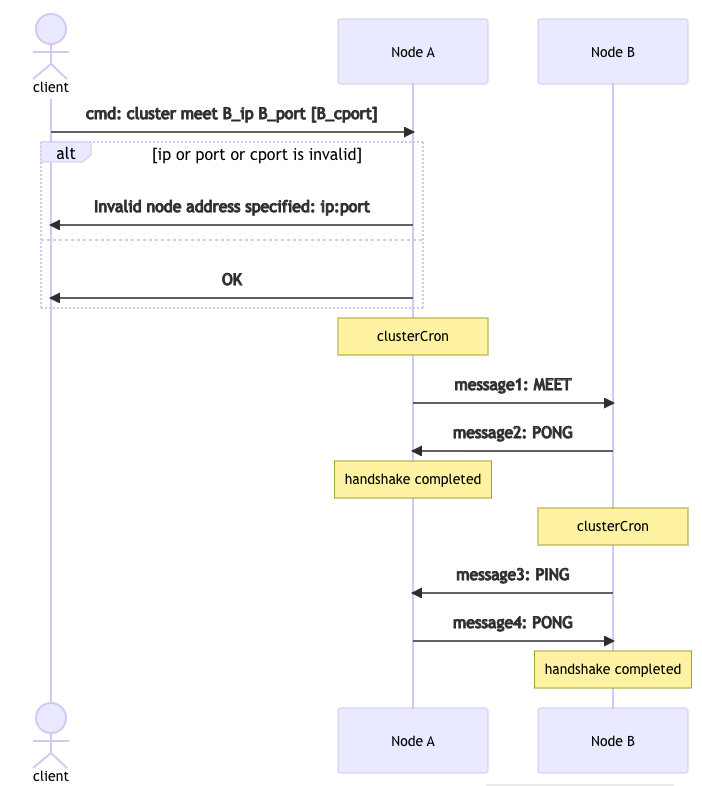 Node A
Node B
client
cmd: cluster meet B_ip B_port [B_cport]
alt
[ip or port or cport is invalid]
Invalid node address specified: ip:port
OK
clusterCron
message1: MEET
message2: PONG
handshake completed
clusterCron
message3: PING
message4: PONG
handshake completed
Node A
Node B
client